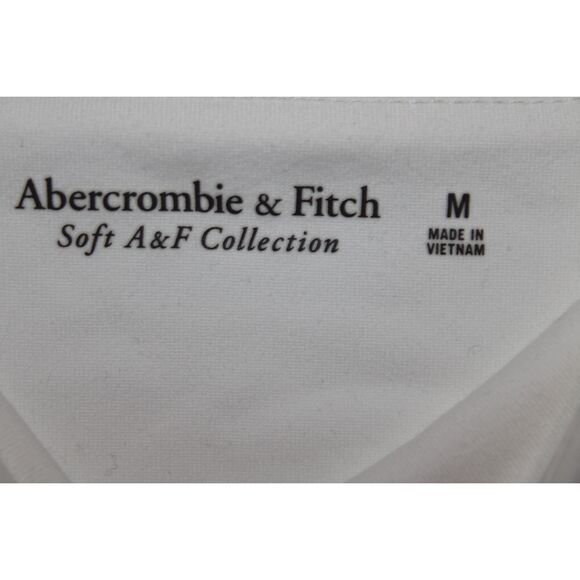 Abercrombie & Fitch
Soft A&F Collection
M
MADE IN
VIETNAM